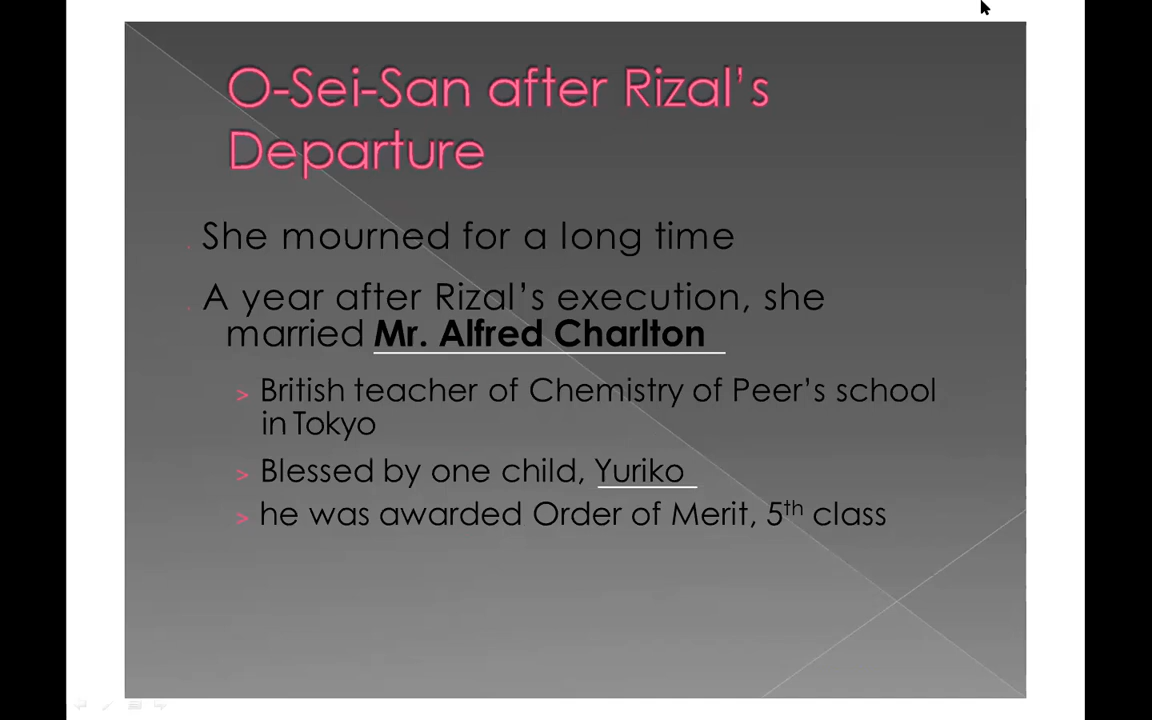 O-Sei-San after Rizal's
Departure
She mourned for a long time
A year after Rizal's execution, she
married Mr. Alfred Charlton
> British teacher of Chemistry of Peer's school
in Tokyo
> Blessed by one child, Yuriko
> he was awarded Order of Merit, 5th class